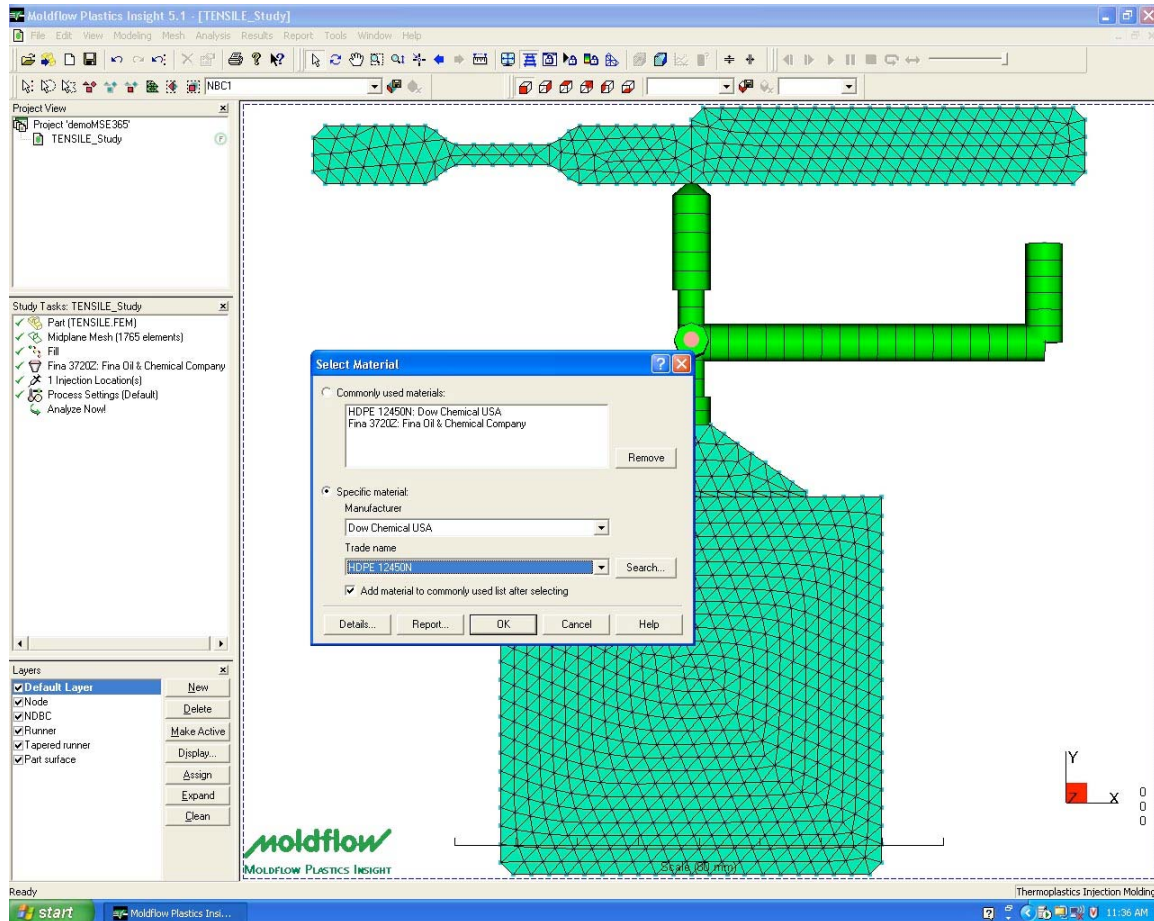 Moldflow Plastics Insight 5.1 - [TENSILE_Study]
File Edit View Modeling Mesh Analysis Results Report Tools Window Help
NBC1
Project View
Project 'demoMSE365'
TENSILE_Study
Study Tasks: TENSILE_Study
Part (TENSILE.FEM)
Midplane Mesh (1765 elements)
Fill
Fina 3720Z: Fina Oil & Chemical Company
1 Injection Location(s)
Process Settings (Default)
Analyze Now!
Select Material
Commonly used materials:
HDPE 12450N: Dow Chemical USA
Fina 3720Z: Fina Oil & Chemical Company
Remove
Specific material:
Manufacturer
Dow Chemical USA
Trade name
HDPE 12450N
Search...
Add material to commonly used list after selecting
Details... Report... OK Cancel Help
Layers
Default Layer New
Node Delete
NDBC
Runner Make Active
Tapered runner
Part surface Display...
Assign
Expand
Clean
moldflow
MOLDFLOW PLASTICS INSIGHT
Scale (80 mm)
Y
Z X
0
0
0
Ready
Thermoplastics Injection Molding
start Moldflow Plastics Insi... 11:36 AM